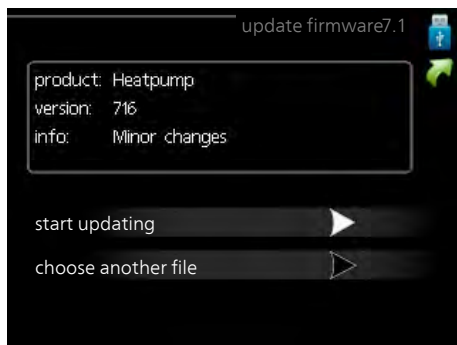 update firmware7.1
product: Heatpump
version: 716
info: Minor changes
start updating
choose another file